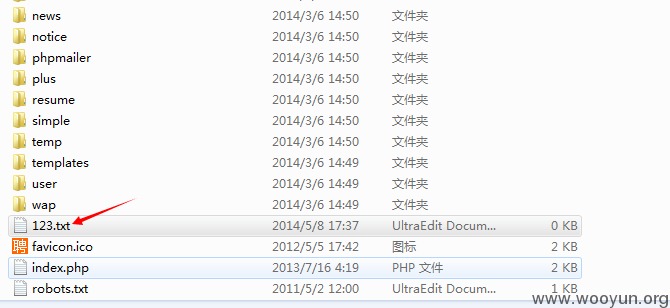 news 2014/3/6 14:50 文件夹
notice 2014/3/6 14:50 文件夹
phpmailer 2014/3/6 14:50 文件夹
plus 2014/3/6 14:50 文件夹
resume 2014/3/6 14:50 文件夹
simple 2014/3/6 14:50 文件夹
temp 2014/3/6 14:50 文件夹
templates 2014/3/6 14:49 文件夹
user 2014/3/6 14:49 文件夹
wap 2014/3/6 14:49 文件夹
123.txt 2014/5/8 17:37 UltraEdit Docum... 0 KB
聘 favicon.ico 2012/5/5 17:42 图标 2 KB
index.php 2013/7/16 4:19 PHP 文件 2 KB
robots.txt 2011/5/2 12:00 UltraEdit Docum... 1 KB
www.wooyun.org